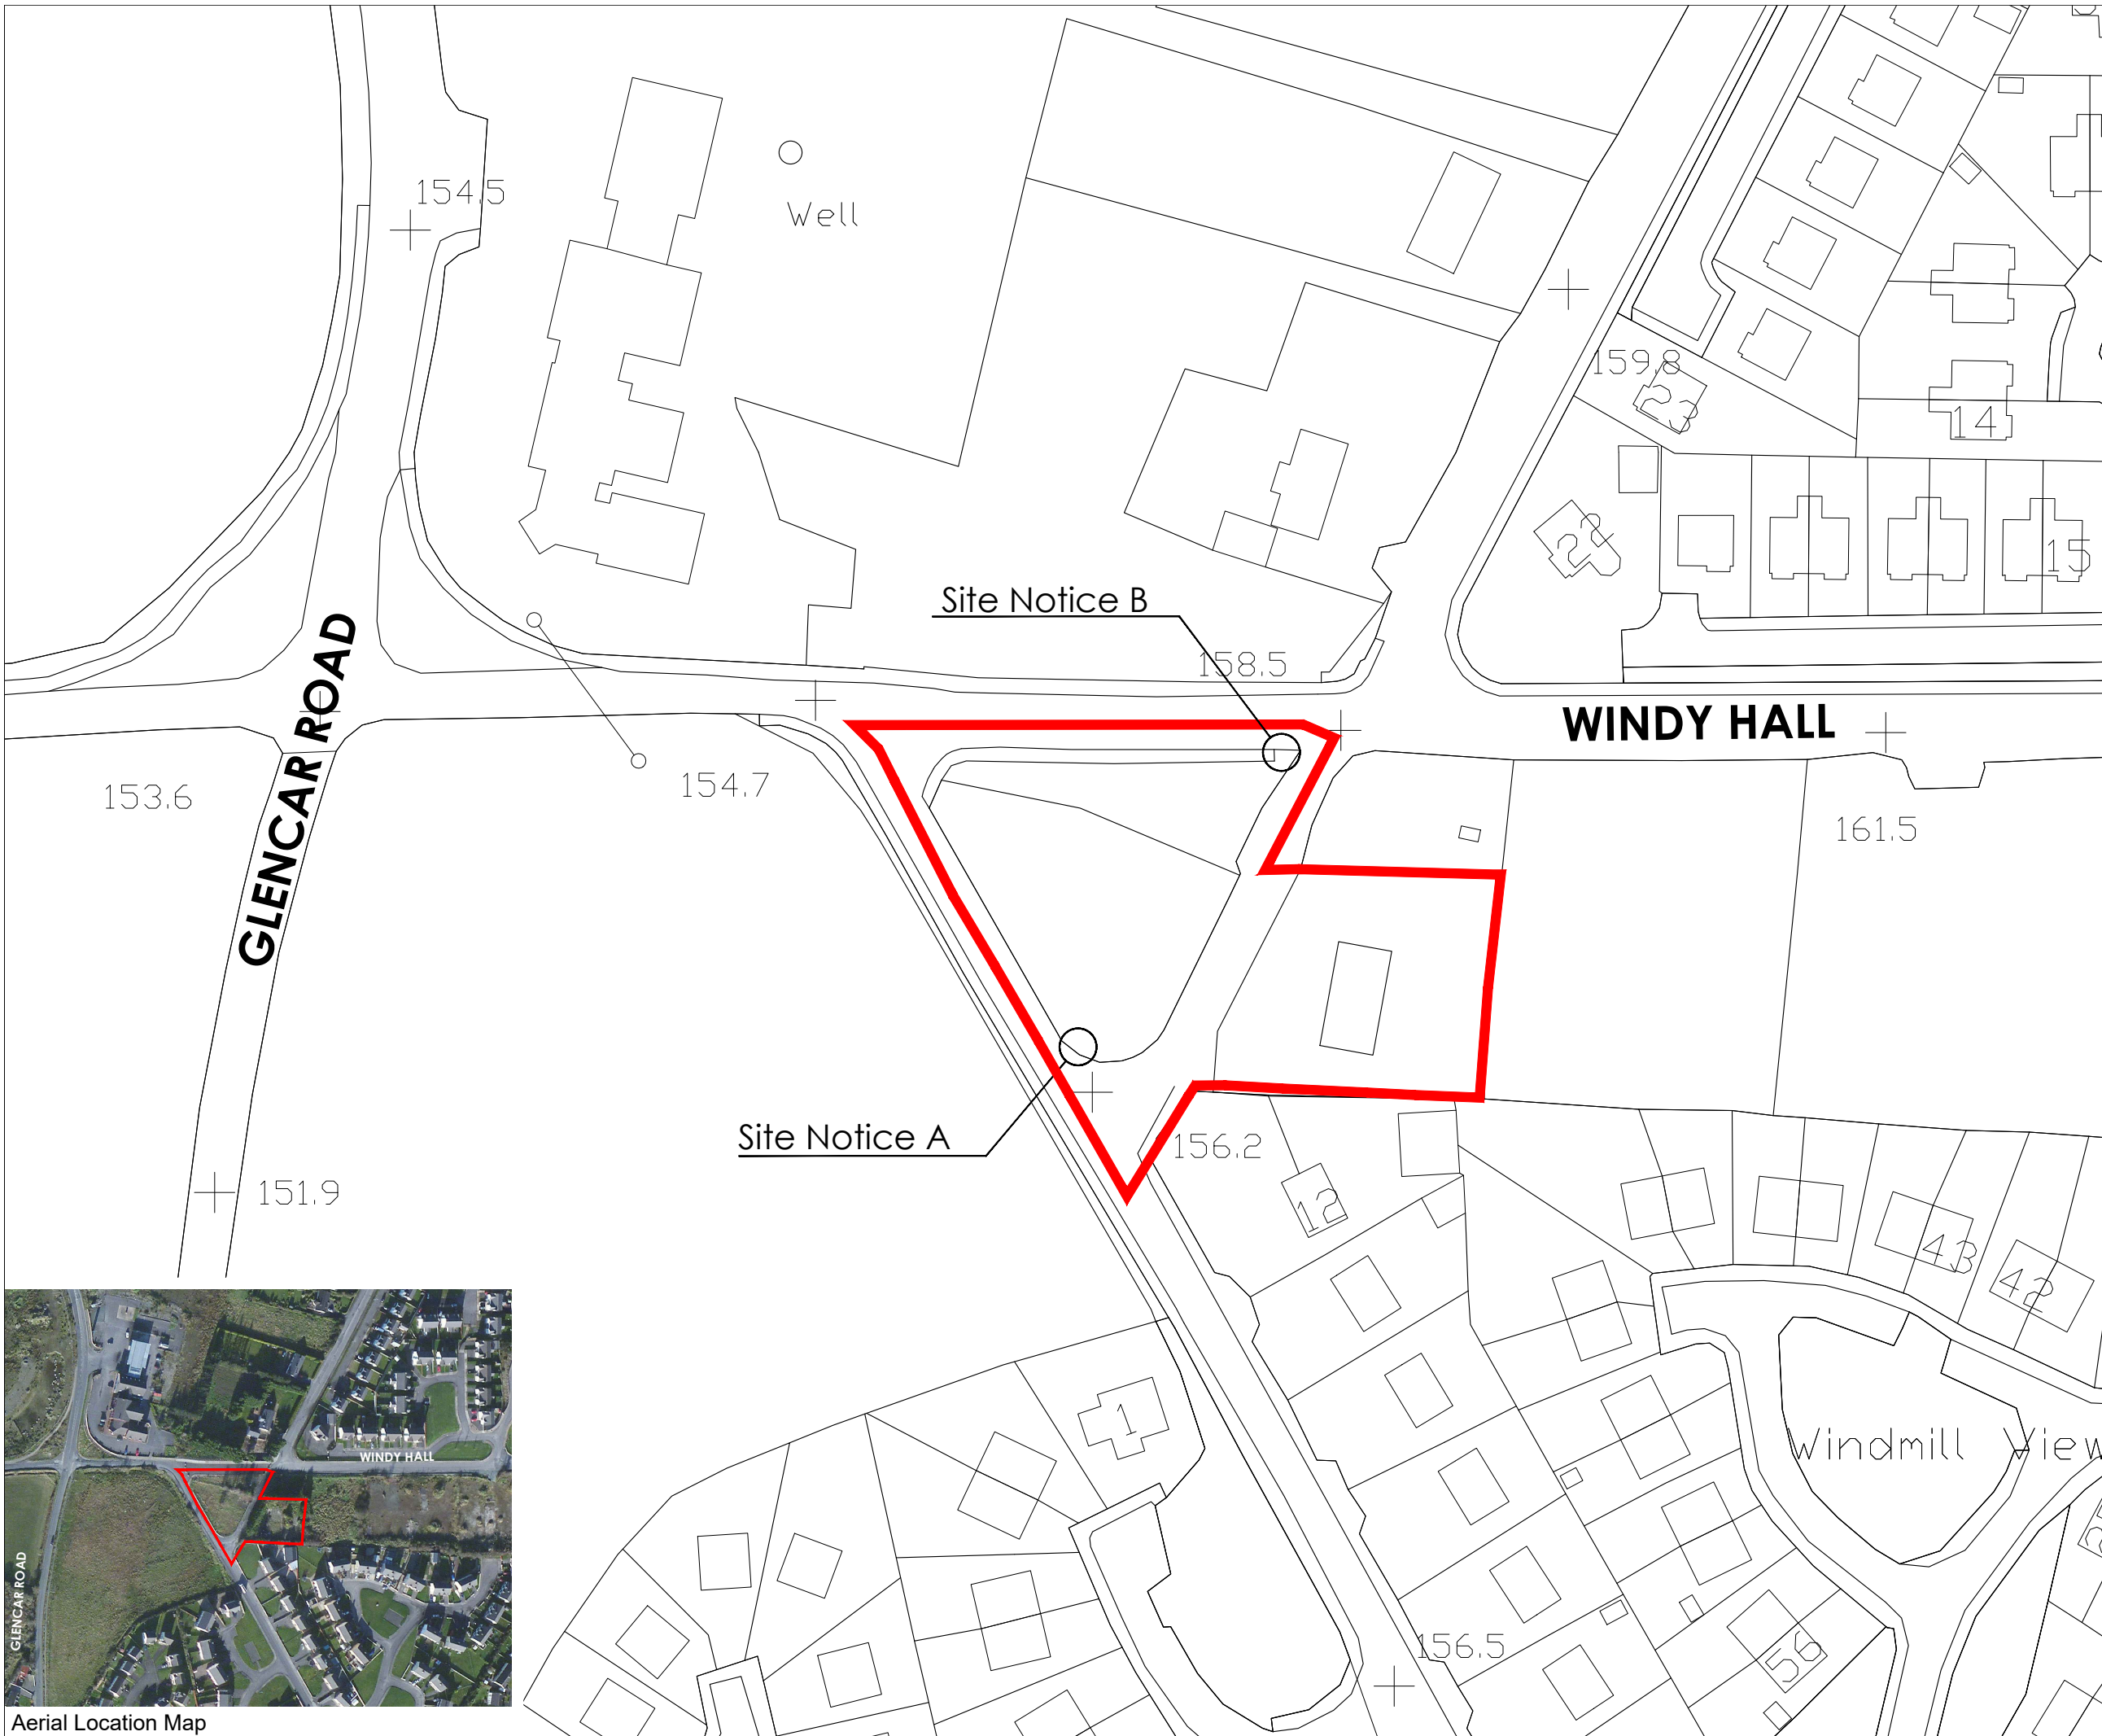 154.5
Well
159.8
23
14
22
15
Site Notice B
158.5
GLENCAR ROAD
WINDY HALL
153.6
154.7
161.5
Site Notice A
156.2
151.9
12
43
42
1
Windmill View
156.5
56
WINDY HALL
GLENCAR ROAD
Aerial Location Map